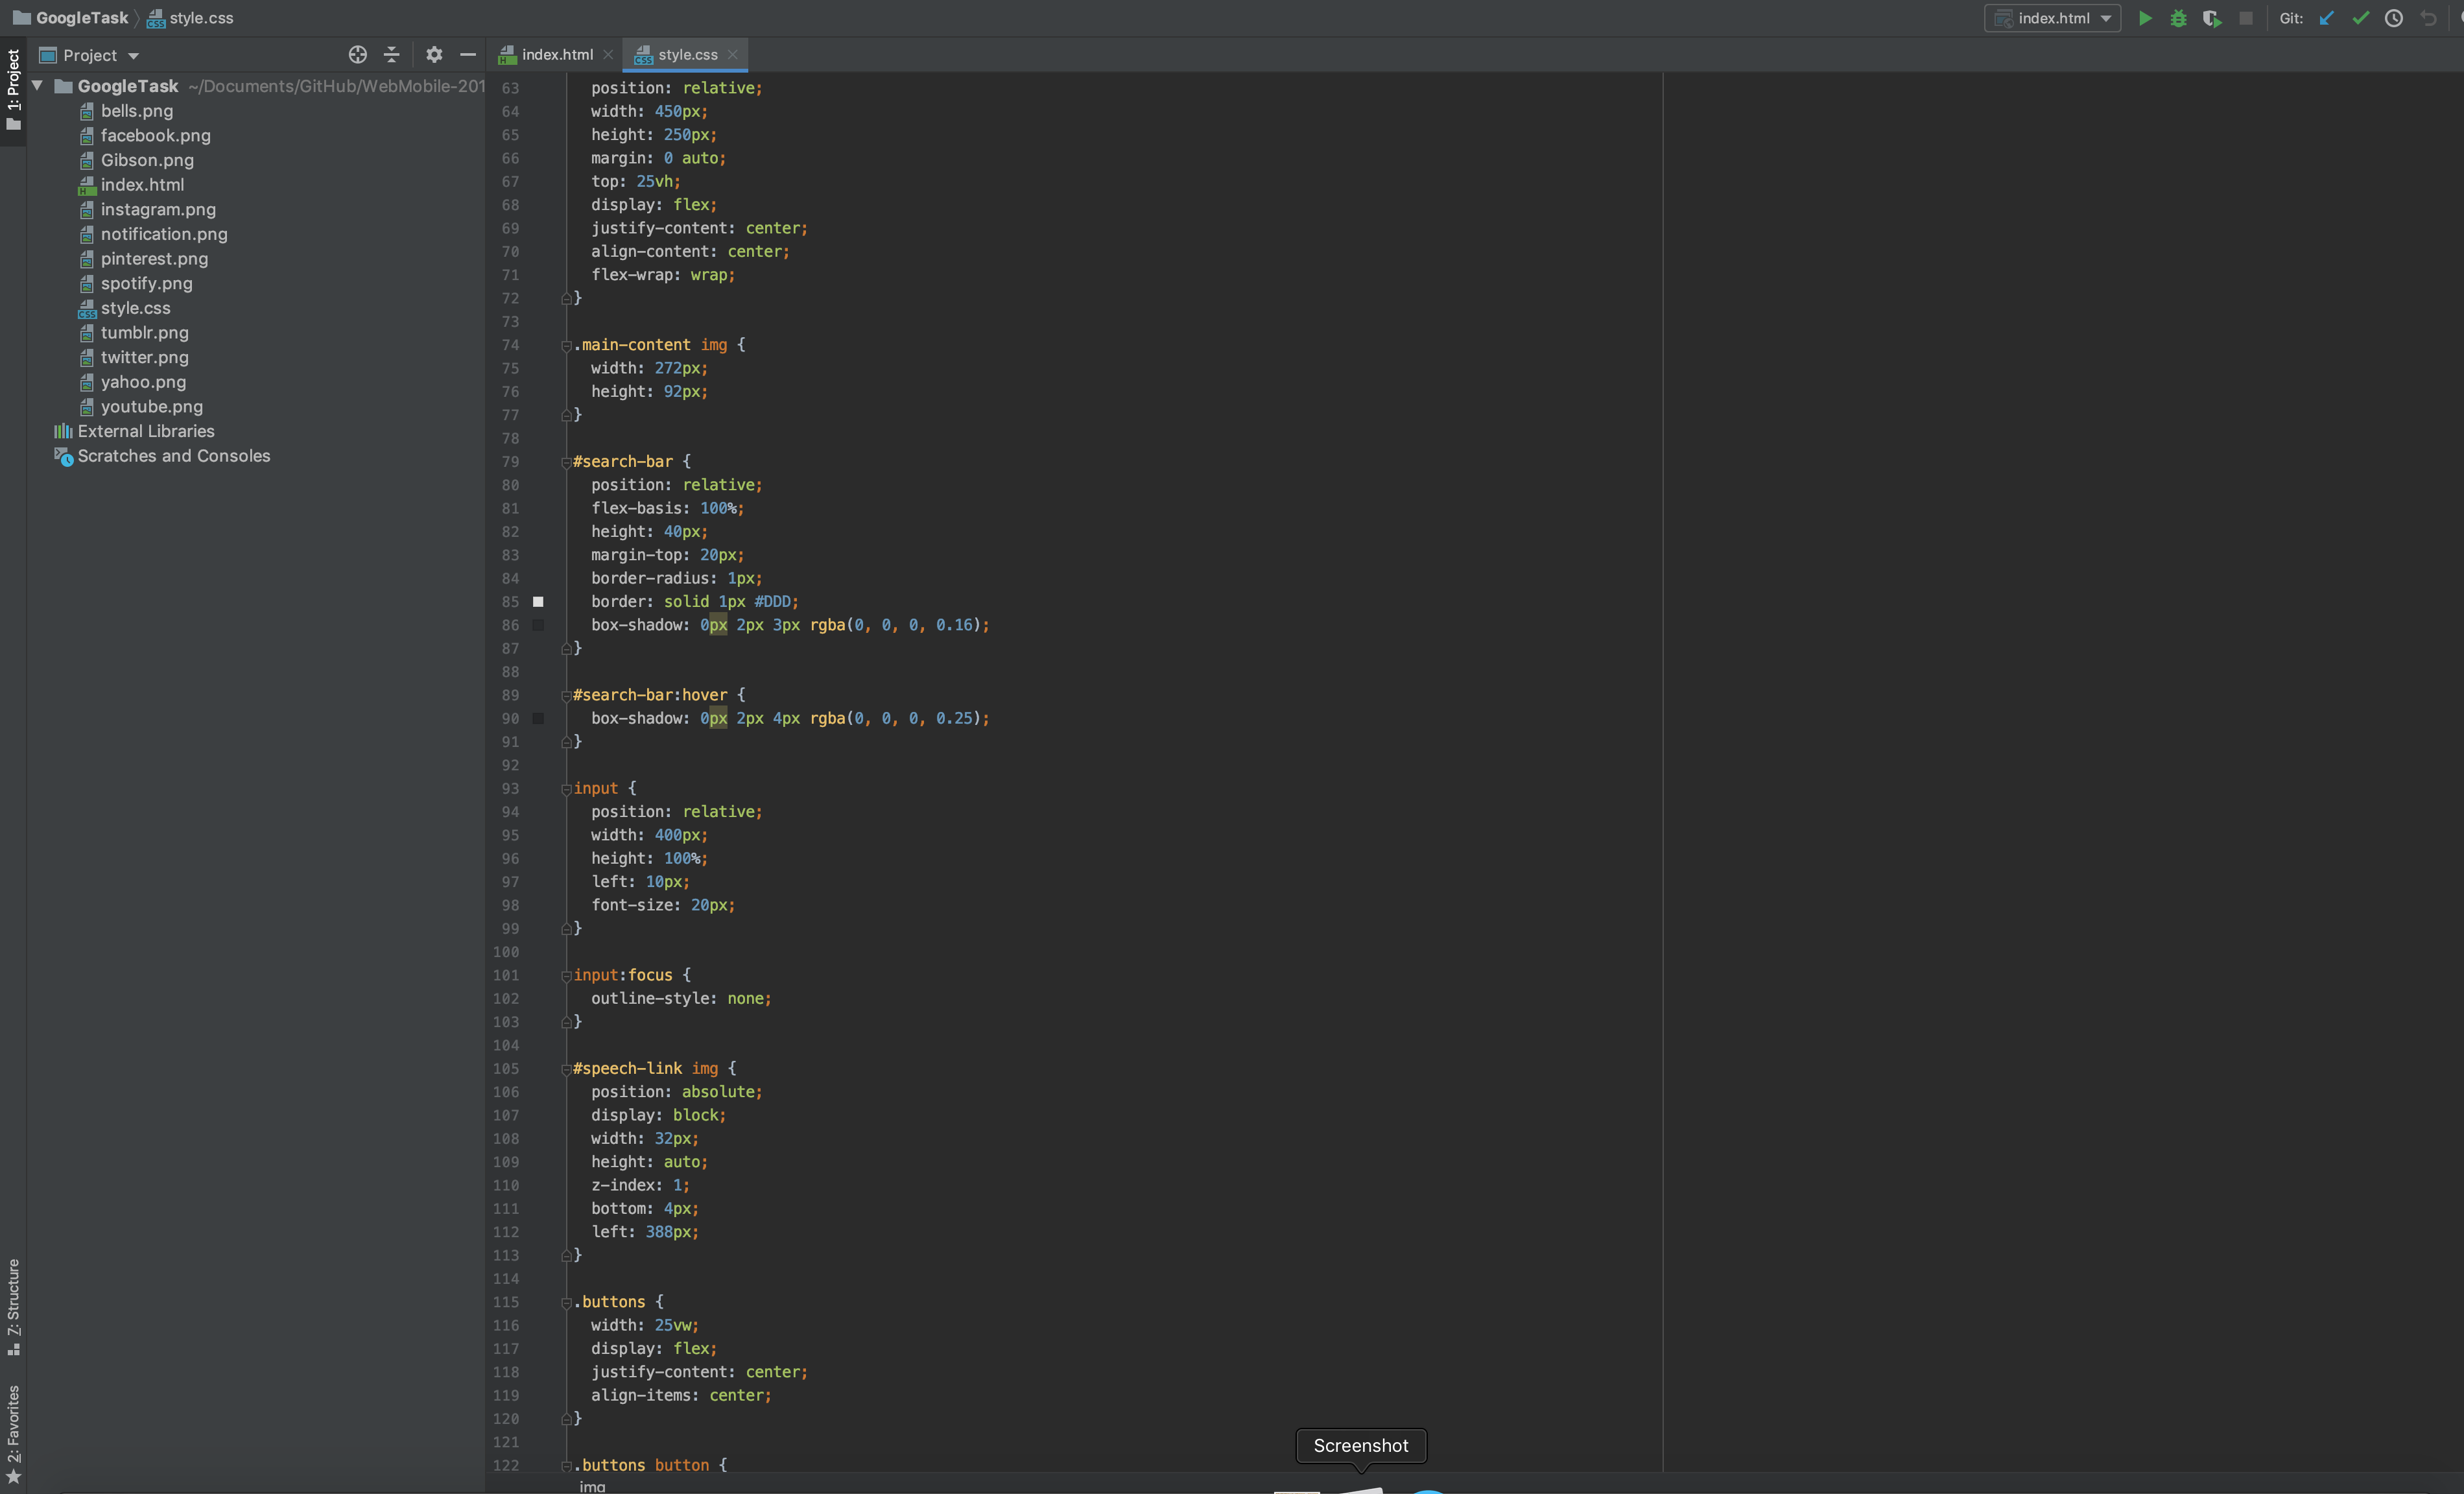 GoogleTask
style.css
index.html
Git:
1: Project
Project
index.html
style.css
GoogleTask ~/Documents/GitHub/WebMobile-201
bells.png
facebook.png
Gibson.png
index.html
instagram.png
notification.png
pinterest.png
spotify.png
style.css
tumblr.png
twitter.png
yahoo.png
youtube.png
External Libraries
Scratches and Consoles
7: Structure
2: Favorites
63 position: relative;
64 width: 450px;
65 height: 250px;
66 margin: 0 auto;
67 top: 25vh;
68 display: flex;
69 justify-content: center;
70 align-content: center;
71 flex-wrap: wrap;
72 }
73
74 .main-content img {
75 width: 272px;
76 height: 92px;
77 }
78
79 #search-bar {
80 position: relative;
81 flex-basis: 100%;
82 height: 40px;
83 margin-top: 20px;
84 border-radius: 1px;
85 border: solid 1px #DDD;
86 box-shadow: 0px 2px 3px rgba(0, 0, 0, 0.16);
87 }
88
89 #search-bar:hover {
90 box-shadow: 0px 2px 4px rgba(0, 0, 0, 0.25);
91 }
92
93 input {
94 position: relative;
95 width: 400px;
96 height: 100%;
97 left: 10px;
98 font-size: 20px;
99 }
100
101 input:focus {
102 outline-style: none;
103 }
104
105 #speech-link img {
106 position: absolute;
107 display: block;
108 width: 32px;
109 height: auto;
110 z-index: 1;
111 bottom: 4px;
112 left: 388px;
113 }
114
115 .buttons {
116 width: 25vw;
117 display: flex;
118 justify-content: center;
119 align-items: center;
120 }
121
122 .buttons button {
Screenshot
img